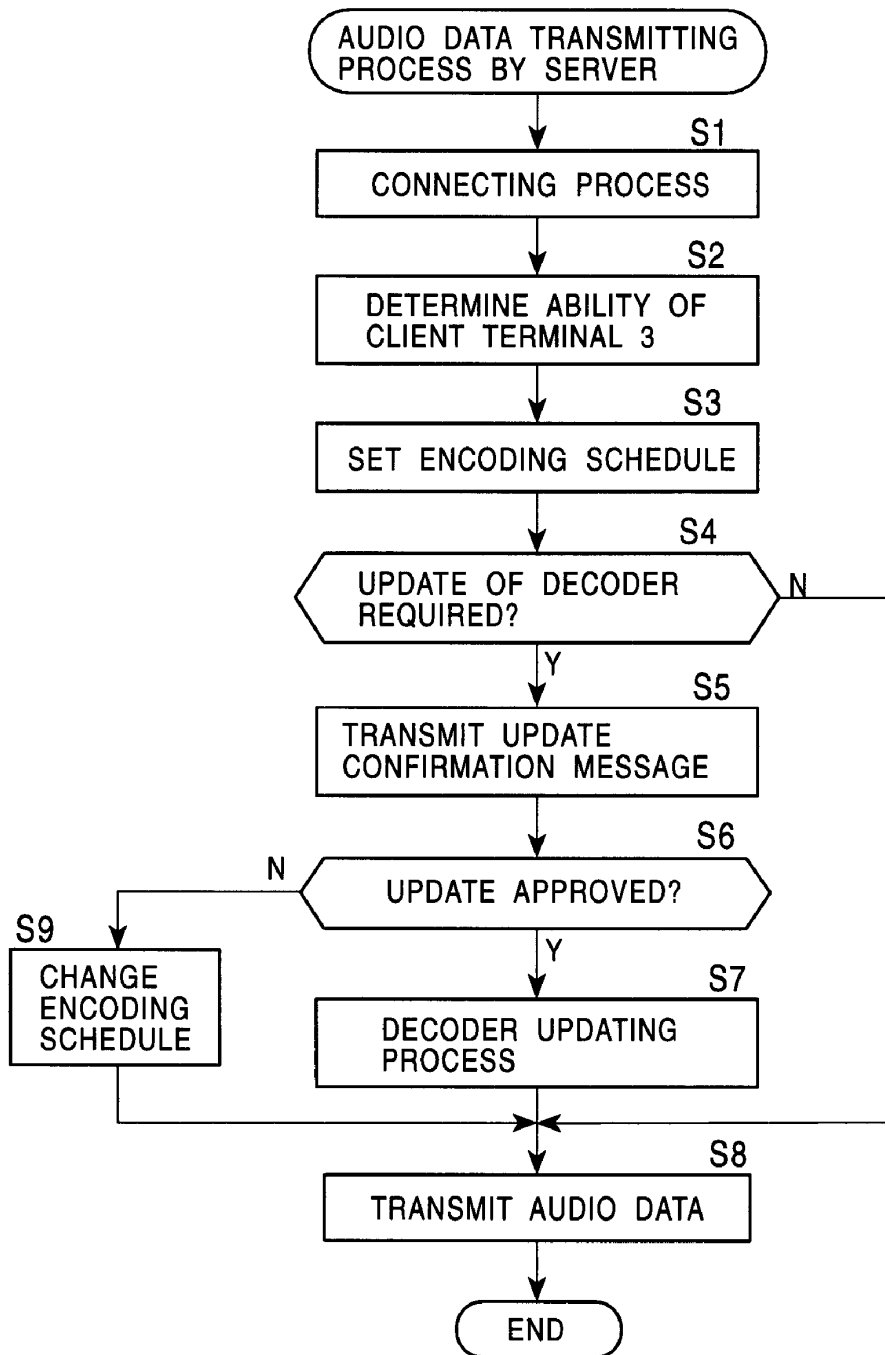 AUDIO DATA TRANSMITTING
PROCESS BY SERVER
S1
CONNECTING PROCESS
S2
DETERMINE ABILITY OF
CLIENT TERMINAL 3
S3
SET ENCODING SCHEDULE
S4
UPDATE OF DECODER
REQUIRED?
N
Y
S5
TRANSMIT UPDATE
CONFIRMATION MESSAGE
S6
N
UPDATE APPROVED?
Y
S9
CHANGE
ENCODING
SCHEDULE
S7
DECODER UPDATING
PROCESS
S8
TRANSMIT AUDIO DATA
END